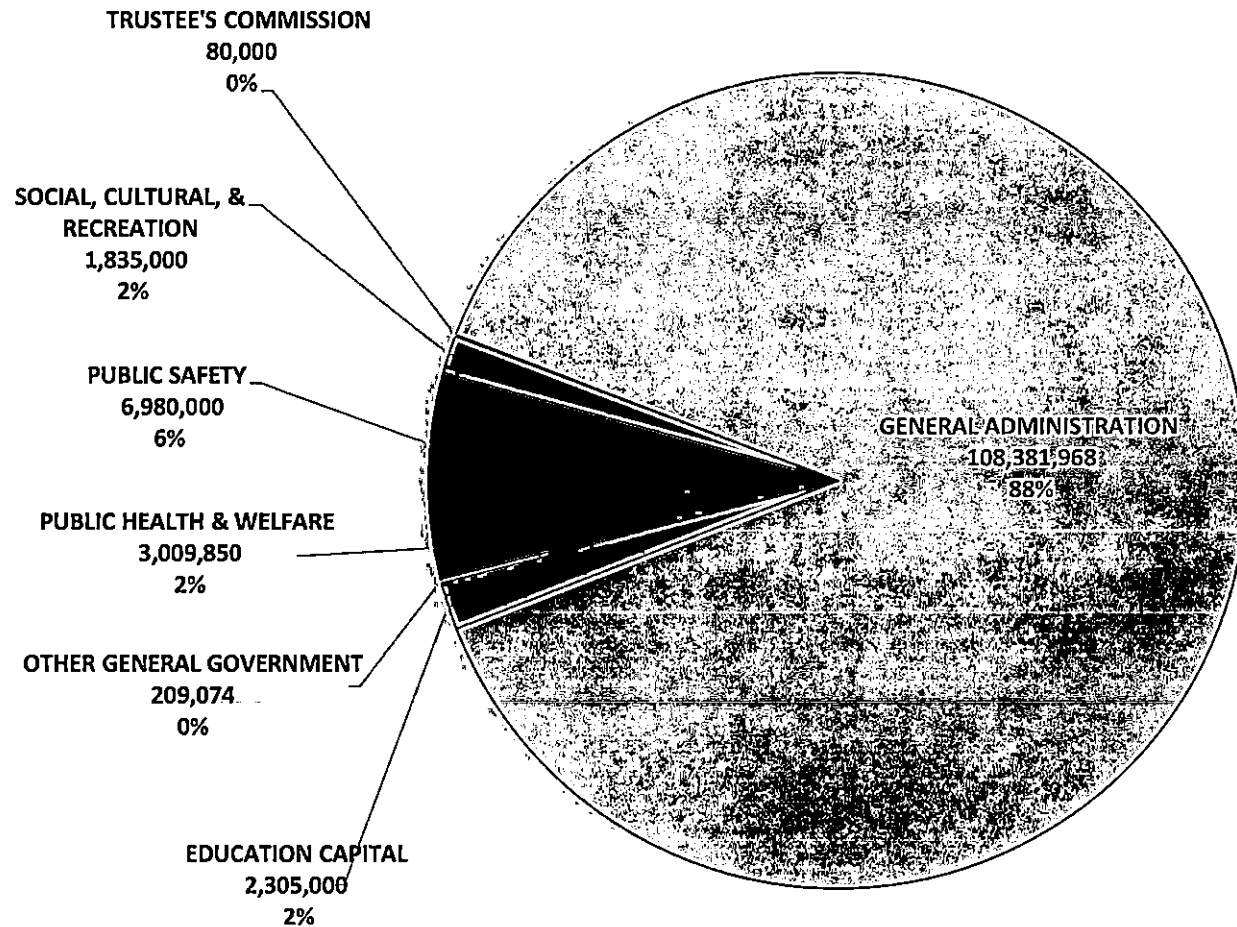 TRUSTEE'S COMMISSION
80,000
0%
SOCIAL, CULTURAL, &
RECREATION
1,835,000
2%
PUBLIC SAFETY
6,980,000
6%
GENERAL ADMINISTRATION
108,381,968
88%
PUBLIC HEALTH & WELFARE
3,009,850
2%
OTHER GENERAL GOVERNMENT
209,074
0%
EDUCATION CAPITAL
2,305,000
2%